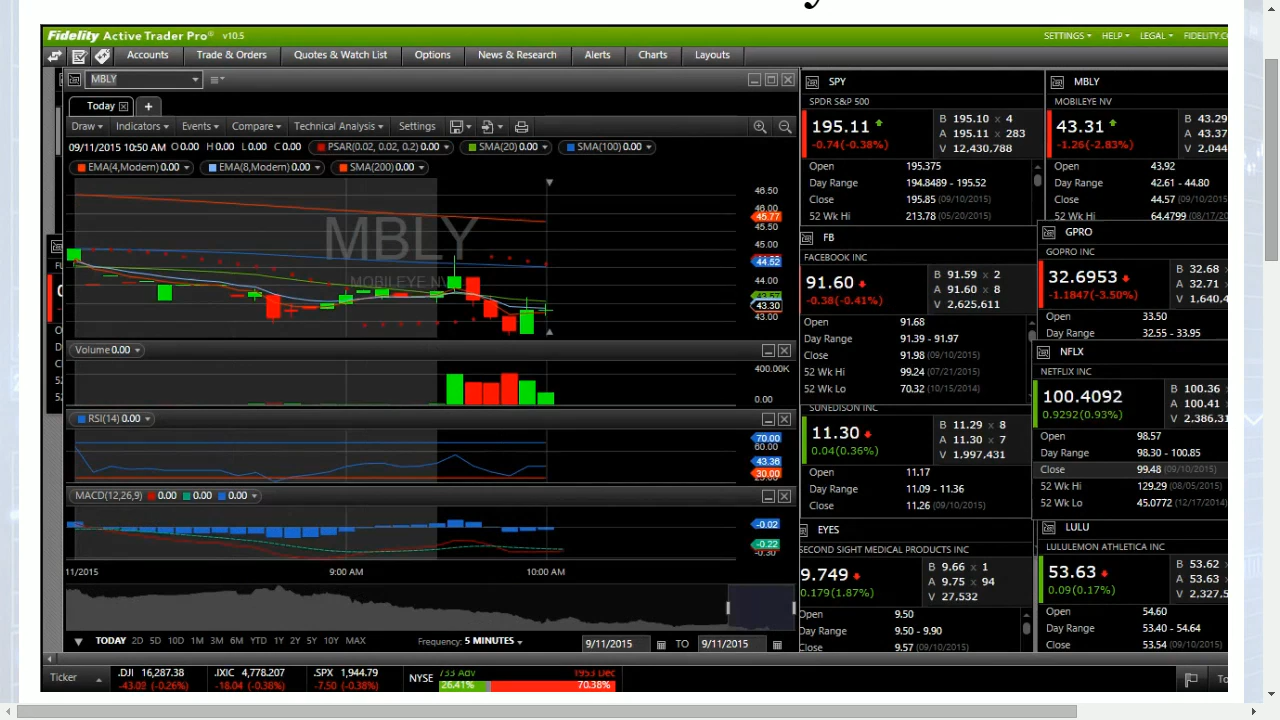 Fidelity Active Trader Pro® v10.5 SETTINGS HELP LEGAL FIDELITY.C
Accounts Trade & Orders Quotes & Watch List Options News & Research Alerts Charts Layouts
MBLY
Today +
Draw Indicators Events Compare Technical Analysis Settings
09/11/2015 10:50 AM O 0.00 H 0.00 L 0.00 C 0.00 PSAR(0.02, 0.02, 0.2) 0.00 SMA(20) 0.00 SMA(100) 0.00
EMA(4,Modern) 0.00 EMA(8,Modern) 0.00 SMA(200) 0.00
MBLY
MOBILEYE NV
46.50
46.00
45.77
45.50
45.00
44.52
44.00
43.30
43.00
Volume 0.00
400.00K
0.00
RSI(14) 0.00
70.00
60.00
43.38
30.00
MACD(12,26,9) 0.00 0.00 0.00
-0.02
-0.22
-0.30
11/2015 9:00 AM 10:00 AM
TODAY 2D 5D 10D 1M 3M 6M YTD 1Y 2Y 5Y 10Y MAX Frequency: 5 MINUTES 9/11/2015 TO 9/11/2015
SPY
SPDR S&P 500
195.11
-0.74(-0.38%)
B 195.10 x 4
A 195.11 x 283
V 12,430,788
Open 195.375
Day Range 194.8489 - 195.52
Close 195.85 (09/10/2015)
52 Wk Hi 213.78 (05/20/2015)
MBLY
MOBILEYE NV
43.31
-1.26(-2.83%)
B 43.29
A 43.37
V 2,044
Open 43.92
Day Range 42.61 - 44.80
Close 44.57 (09/10/2015
52 Wk Hi 64.4799 (08/17/20
FB
FACEBOOK INC
91.60
-0.38(-0.41%)
B 91.59 x 2
A 91.60 x 8
V 2,625,611
Open 91.68
Day Range 91.39 - 91.97
Close 91.98 (09/10/2015)
52 Wk Hi 99.24 (07/21/2015)
52 Wk Lo 70.32 (10/15/2014)
GPRO
GOPRO INC
32.6953
-1.1847(-3.50%)
B 32.68
A 32.71
V 1,640,4
Open 33.50
Day Range 32.55 - 33.95
NFLX
NETFLIX INC
100.4092
0.9292(0.93%)
B 100.36
A 100.41
V 2,386,3
Open 98.57
Day Range 98.30 - 100.85
Close 99.48 (09/10/2015)
52 Wk Hi 129.29 (08/05/2015)
52 Wk Lo 45.0772 (12/17/2014
SUNEDISON INC
11.30
0.04(0.36%)
B 11.29 x 8
A 11.30 x 7
V 1,997,431
Open 11.17
Day Range 11.09 - 11.36
Close 11.26 (09/10/2015)
EYES
SECOND SIGHT MEDICAL PRODUCTS INC
9.749
0.179(1.87%)
B 9.66 x 1
A 9.75 x 94
V 27,532
Open 9.50
Day Range 9.50 - 9.90
Close 9.57 (09/10/2015)
LULU
LULULEMON ATHLETICA INC
53.63
0.09(0.17%)
B 53.62
A 53.63
V 2,327,5
Open 54.60
Day Range 53.40 - 54.64
Close 53.54 (09/10/2015)
Ticker .DJI 16,287.38 .IXIC 4,778.207 .SPX 1,944.79 NYSE 733 Adv 1953 Dec
-43.02 (-0.26%) -18.04 (-0.38%) -7.50 (-0.38%) 26.41% 70.38%